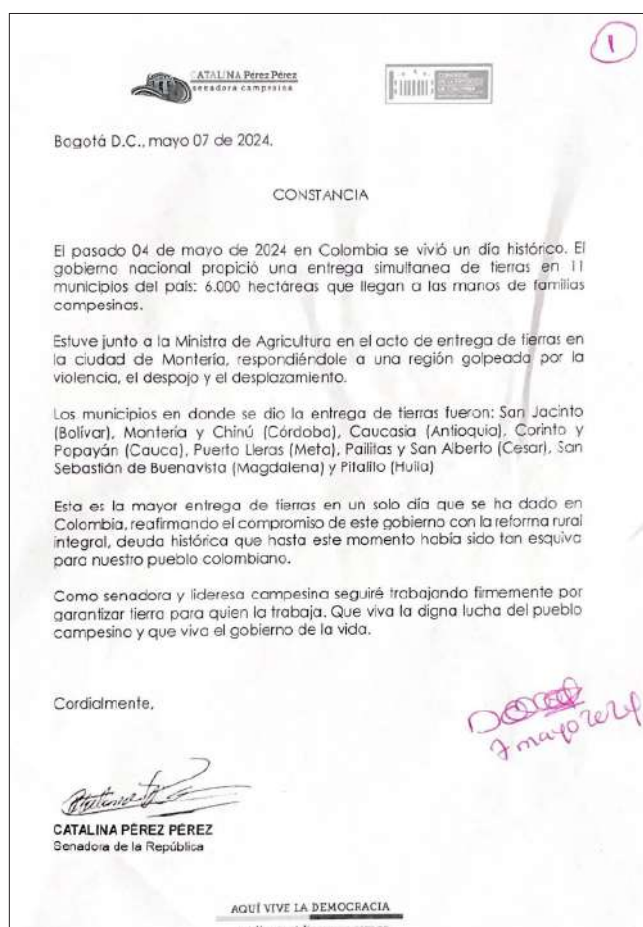 1
CATALINA Pérez Pérez
senadora campesina
Bogotá D.C., mayo 07 de 2024.
CONSTANCIA
El pasado 04 de mayo de 2024 en Colombia se vivió un día histórico. El
gobierno nacional propició una entrega simultanea de tierras en 11
municipios del país: 6.000 hectáreas que llegan a las manos de familias
campesinas.
Estuve junto a la Ministra de Agricultura en el acto de entrega de tierras en
la ciudad de Montería, respondiéndole a una región golpeada por la
violencia, el despojo y el desplazamiento.
Los municipios en donde se dio la entrega de tierras fueron: San Jacinto
(Bolívar), Montería y Chinú (Córdoba), Caucasia (Antioquia), Corinto y
Popayán (Cauca), Puerto Lleras (Meta), Pailitas y San Alberto (Cesar), San
Sebastián de Buenavista (Magdalena) y Pitalito (Huila)
Esta es la mayor entrega de tierras en un solo día que se ha dado en
Colombia, reafirmando el compromiso de este gobierno con la reforma rural
integral, deuda histórica que hasta este momento había sido tan esquiva
para nuestro pueblo colombiano.
Como senadora y lideresa campesina seguiré trabajando firmemente por
garantizar tierra para quien la trabaja. Que viva la digna lucha del pueblo
campesino y que viva el gobierno de la vida.
Cordialmente,
7 mayo 2024
CATALINA PÉREZ PÉREZ
Senadora de la República
AQUÍ VIVE LA DEMOCRACIA